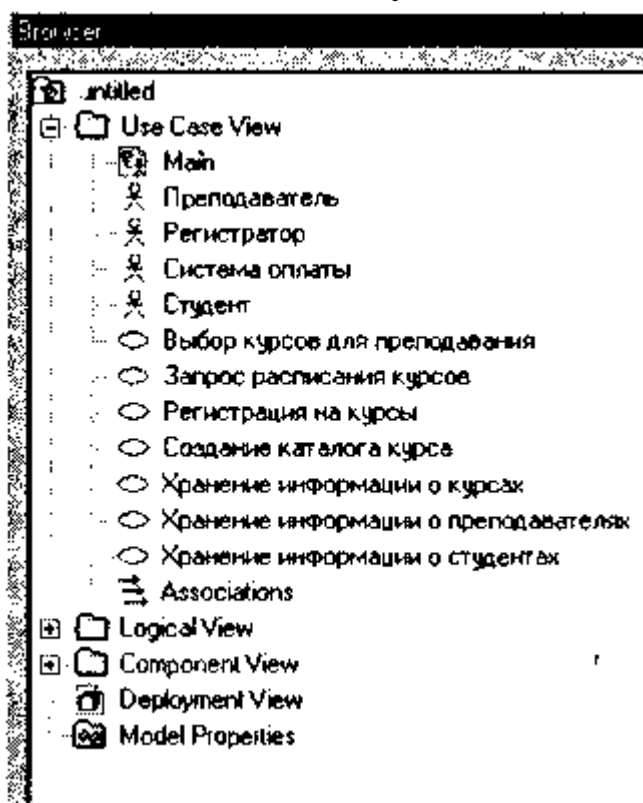 Browser
untitled
Use Case View
Main
Преподаватель
Регистратор
Система оплаты
Студент
Выбор курсов для преподавания
Запрос расписания курсов
Регистрация на курсы
Создание каталога курса
Хранение информации о курсах
Хранение информации о преподавателях
Хранение информации о студентах
Associations
Logical View
Component View
Deployment View
Model Properties